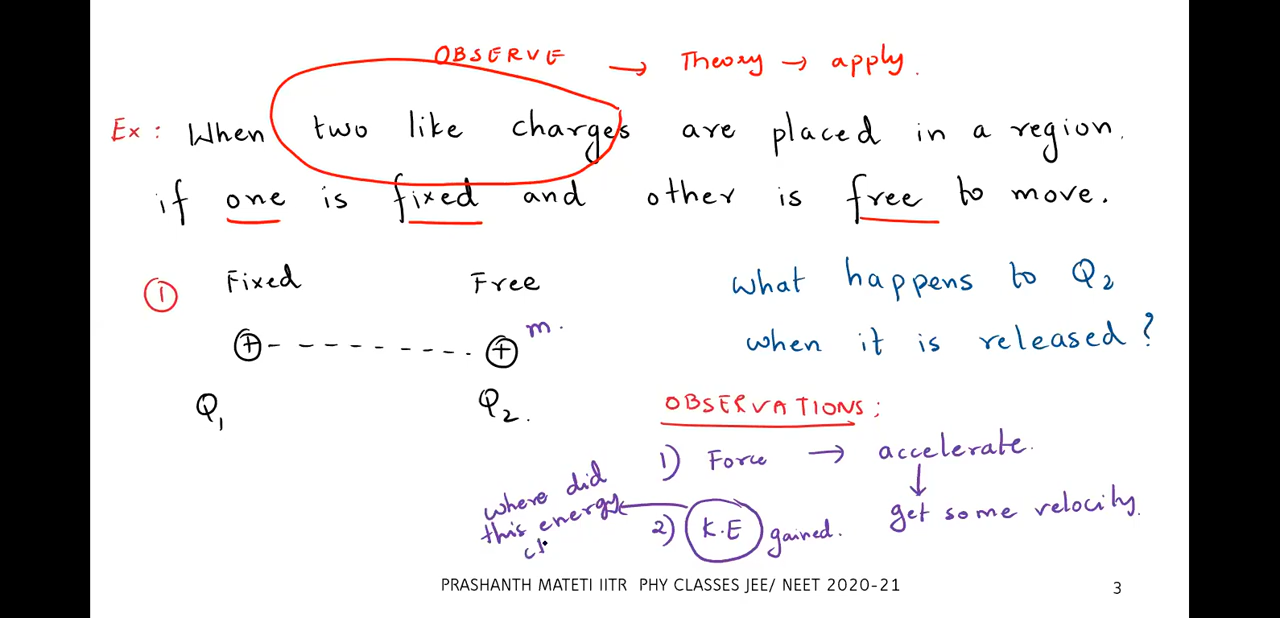 OBSERVE → Theory → apply.
Ex: When two like charges are placed in a region.
if one is fixed and other is free to move.
① Fixed Free
+ - - - - - - - - - + m.
Q₁ Q₂.
What happens to Q₂
when it is released?
OBSERVATIONS:
1) Force → accelerate.
↓
get some velocity.
2) K.E gained.
where did
this energy
PRASHANTH MATETI IITR PHY CLASSES JEE/ NEET 2020-21
3